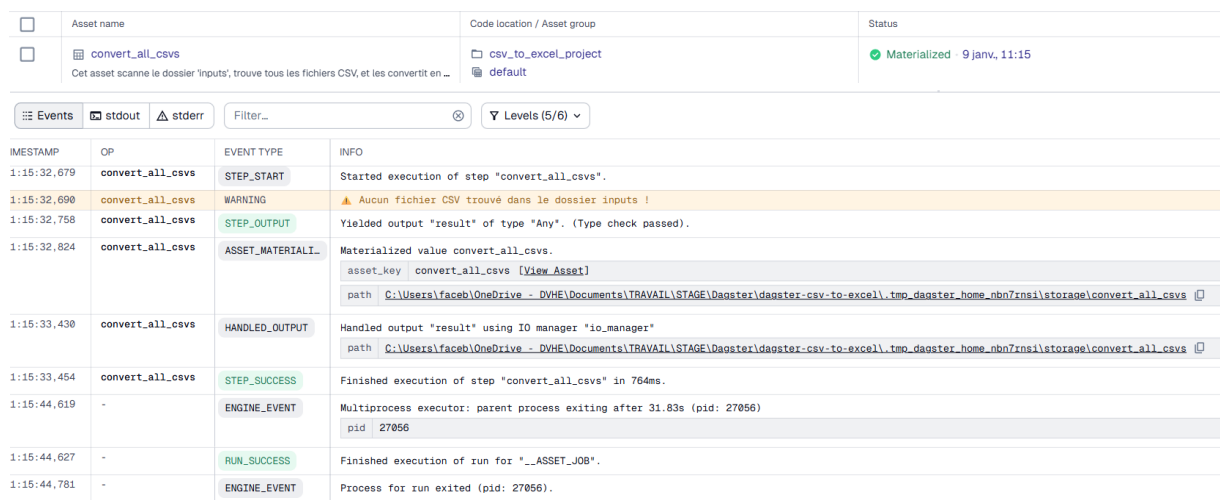 Asset name Code location / Asset group Status
convert_all_csvs csv_to_excel_project Materialized · 9 janv., 11:15
Cet asset scanne le dossier 'inputs', trouve tous les fichiers CSV, et les convertit en ... default
Events stdout stderr Filter... Levels (5/6)
IMESTAMP OP EVENT TYPE INFO
1:15:32,679 convert_all_csvs STEP_START Started execution of step "convert_all_csvs".
1:15:32,690 convert_all_csvs WARNING Aucun fichier CSV trouvé dans le dossier inputs !
1:15:32,758 convert_all_csvs STEP_OUTPUT Yielded output "result" of type "Any". (Type check passed).
1:15:32,824 convert_all_csvs ASSET_MATERIALI... Materialized value convert_all_csvs.
asset_key convert_all_csvs [View Asset]
path C:\Users\faceb\OneDrive - DVHE\Documents\TRAVAIL\STAGE\Dagster\dagster-csv-to-excel\.tmp_dagster_home_nbn7rnsi\storage\convert_all_csvs
1:15:33,430 convert_all_csvs HANDLED_OUTPUT Handled output "result" using IO manager "io_manager"
path C:\Users\faceb\OneDrive - DVHE\Documents\TRAVAIL\STAGE\Dagster\dagster-csv-to-excel\.tmp_dagster_home_nbn7rnsi\storage\convert_all_csvs
1:15:33,454 convert_all_csvs STEP_SUCCESS Finished execution of step "convert_all_csvs" in 764ms.
1:15:44,619 - ENGINE_EVENT Multiprocess executor: parent process exiting after 31.83s (pid: 27056)
pid 27056
1:15:44,627 - RUN_SUCCESS Finished execution of run for "__ASSET_JOB".
1:15:44,781 - ENGINE_EVENT Process for run exited (pid: 27056).